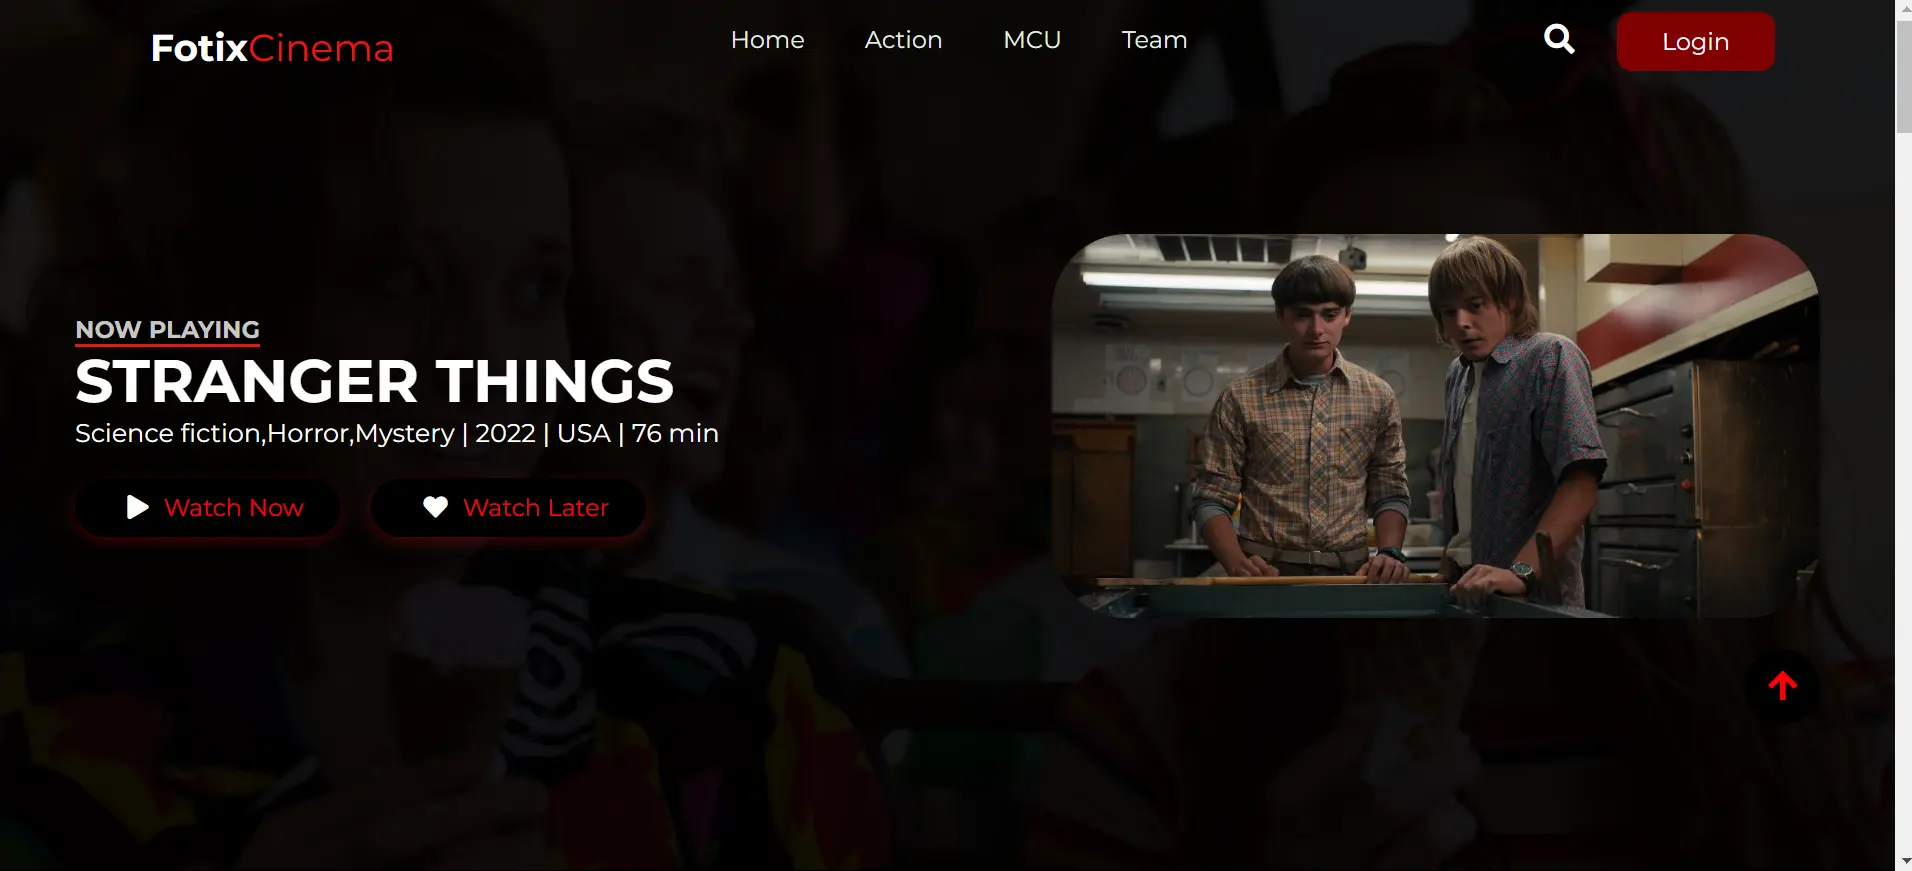 FotixCinema
Home
Action
MCU
Team
Login
NOW PLAYING
STRANGER THINGS
Science fiction,Horror,Mystery | 2022 | USA | 76 min
Watch Now
Watch Later